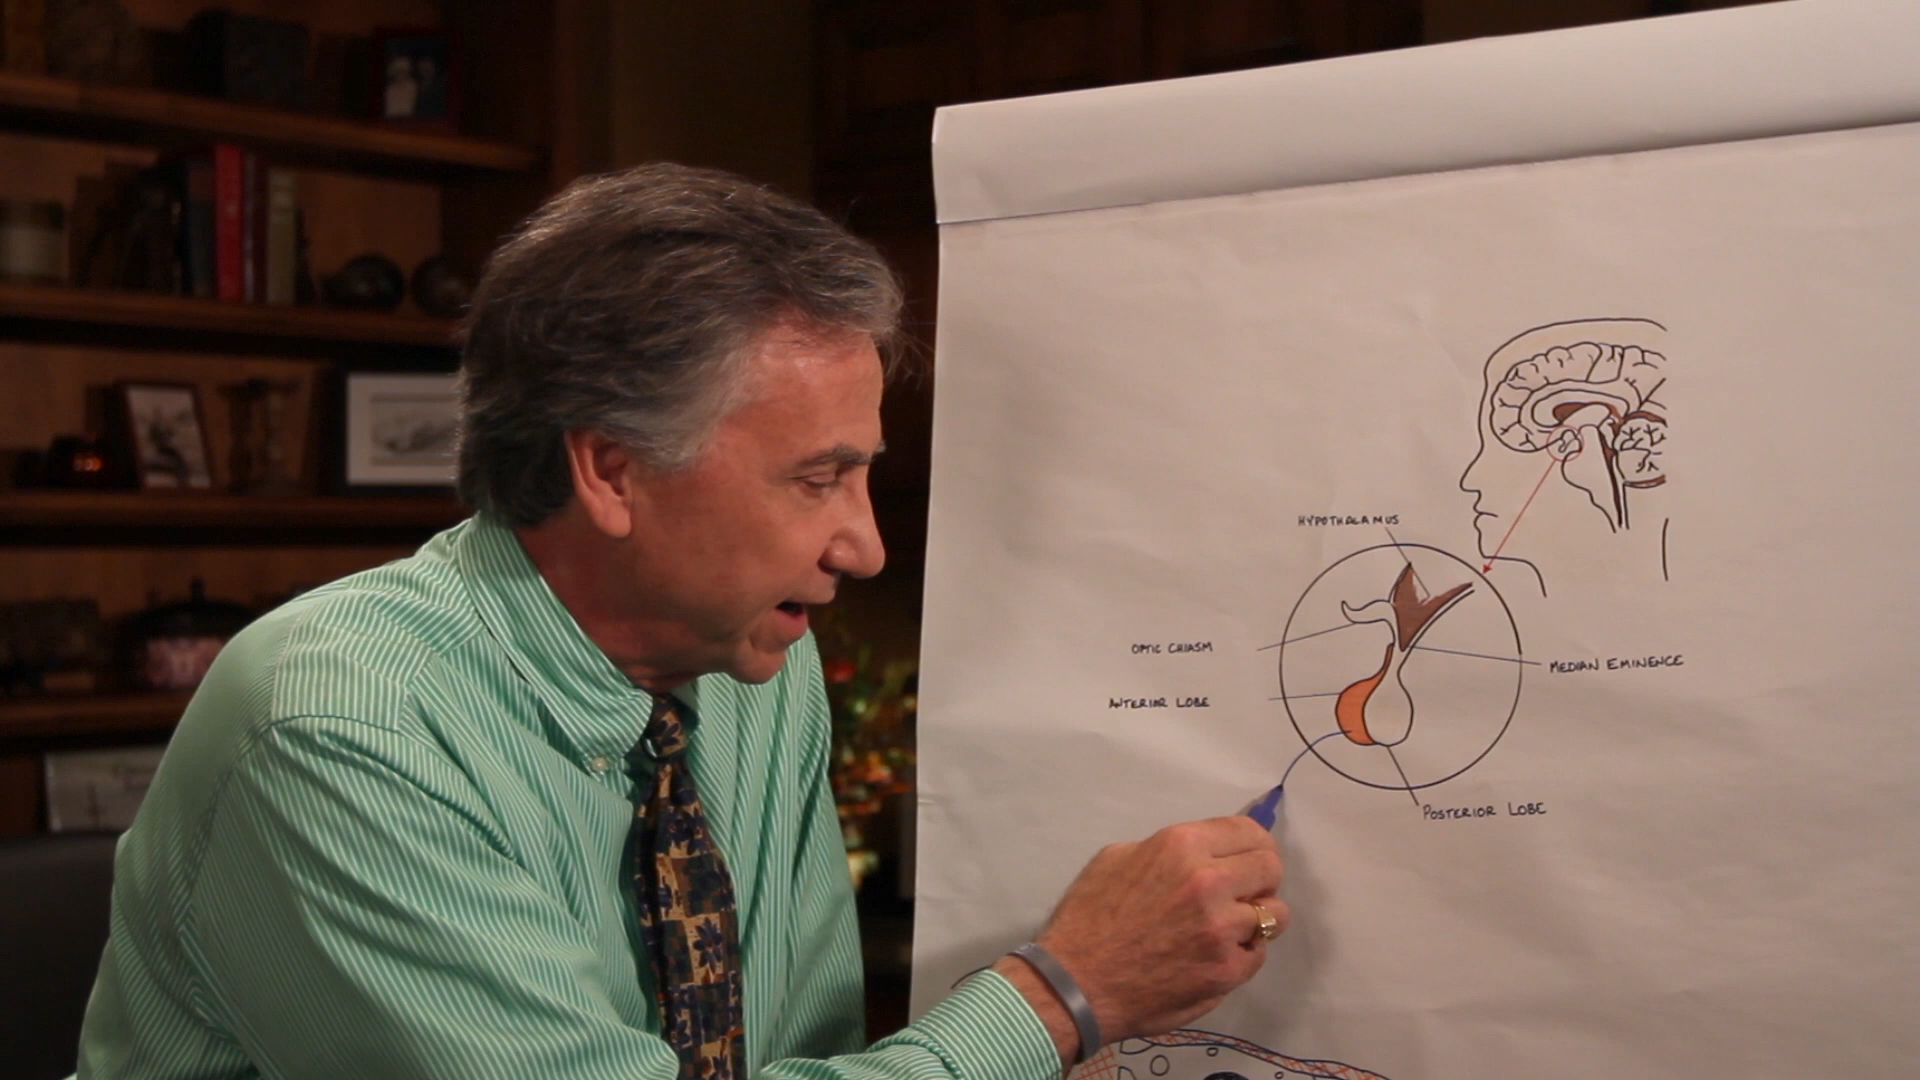 HYPOTHALAMUS
OPTIC CHIASM
MEDIAN EMINENCE
ANTERIOR LOBE
POSTERIOR LOBE